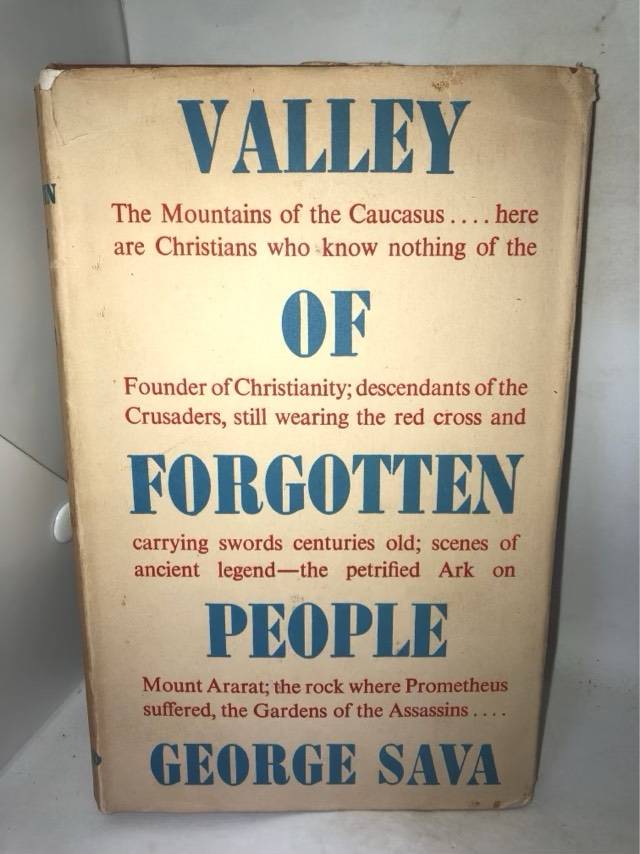 VALLEY
The Mountains of the Caucasus .... here
are Christians who know nothing of the
OF
Founder of Christianity; descendants of the
Crusaders, still wearing the red cross and
FORGOTTEN
carrying swords centuries old; scenes of
ancient legend—the petrified Ark on
PEOPLE
Mount Ararat; the rock where Prometheus
suffered, the Gardens of the Assassins ....
GEORGE SAVA